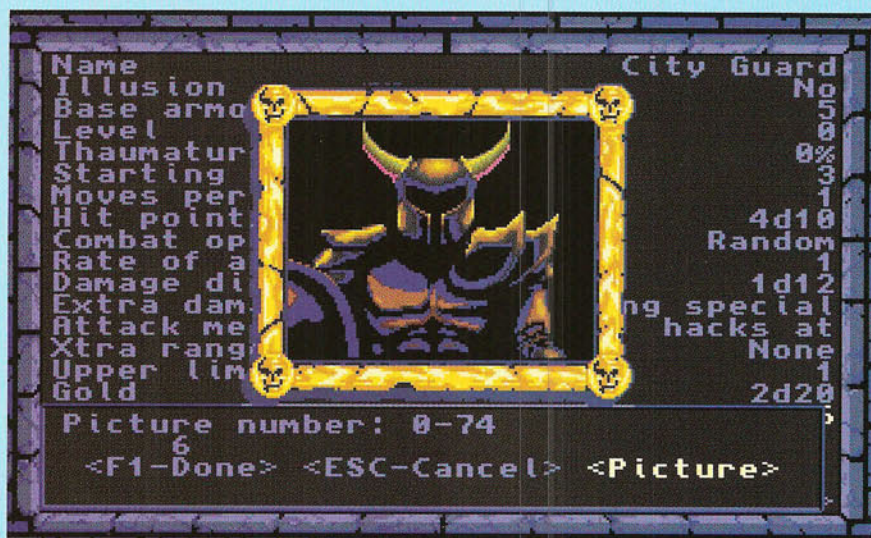 Name City Guard
Illusion No
Base armo 5
Level 0
Thaumatur 0%
Starting 3
Moves per 1
Hit point 4d10
Combat op Random
Rate of a 1
Damage di 1d12
Extra dam ng special
Attack me hacks at
Xtra rang None
Upper lim 1
Gold 2d20
Picture number: 0-74
6
<F1-Done> <ESC-Cancel> <Picture>